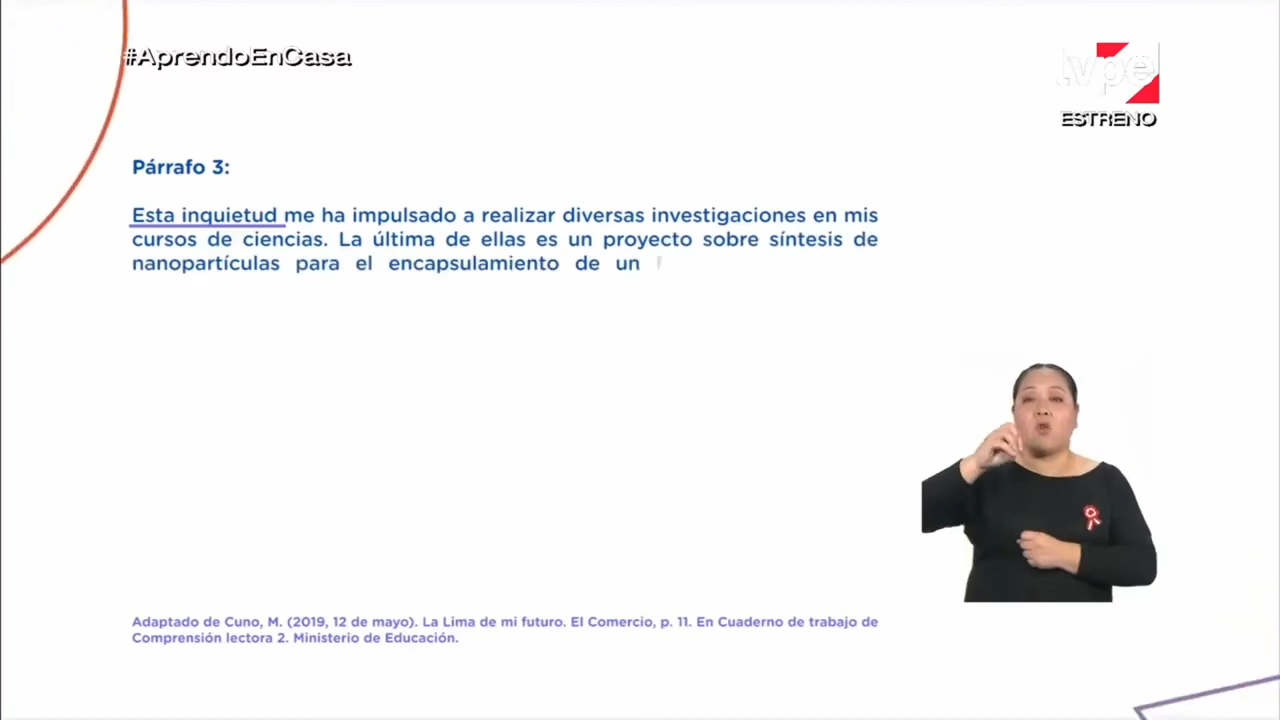 #AprendoEnCasa
tvpe
ESTRENO
Párrafo 3:
Esta inquietud me ha impulsado a realizar diversas investigaciones en mis
cursos de ciencias. La última de ellas es un proyecto sobre síntesis de
nanopartículas para el encapsulamiento de un
Adaptado de Cuno, M. (2019, 12 de mayo). La Lima de mi futuro. El Comercio, p. 11. En Cuaderno de trabajo de
Comprensión lectora 2. Ministerio de Educación.